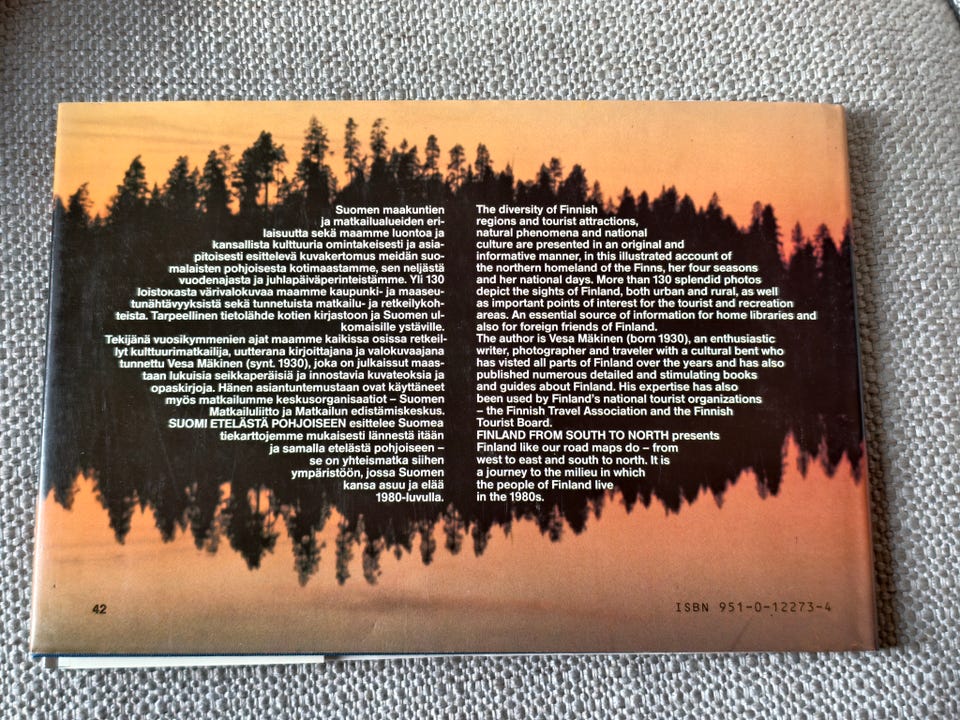 Suomen maakuntien
ja matkailualueiden eri-
laisuutta sekä maamme luontoa ja
kansallista kulttuuria omintakeisesti ja asia-
pitoisesti esittelevä kuvakertomus meidän suo-
malaisten pohjoisesta kotimaastamme, sen neljästä
vuodenajasta ja juhlapäiväperinteistämme. Yli 130
loistokasta värivalokuvaa maamme kaupunki- ja maaseu-
tunähtävyyksistä sekä tunnetuista matkailu- ja retkeilykoh-
teista. Tarpeellinen tietolähde kotien kirjastoon ja Suomen ul-
komaisille ystäville.
Tekijänä vuosikymmenien ajat maamme kaikissa osissa retkeil-
lyt kulttuurimatkailija, uutterana kirjoittajana ja valokuvaajana
tunnettu Vesa Mäkinen (synt. 1930), joka on julkaissut maas-
taan lukuisia seikkaperäisiä ja innostavia kuvateoksia ja
opaskirjoja. Hänen asiantuntemustaan ovat käyttäneet
myös matkailumme keskusorganisaatiot – Suomen
Matkailuliitto ja Matkailun edistämiskeskus.
SUOMI ETELÄSTÄ POHJOISEEN esittelee Suomea
tiekarttojemme mukaisesti lännestä itään
ja samalla etelästä pohjoiseen –
se on yhteismatka siihen
ympäristöön, jossa Suomen
kansa asuu ja elää
1980-luvulla.
The diversity of Finnish
regions and tourist attractions,
natural phenomena and national
culture are presented in an original and
informative manner, in this illustrated account of
the northern homeland of the Finns, her four seasons
and her national days. More than 130 splendid photos
depict the sights of Finland, both urban and rural, as well
as important points of interest for the tourist and recreation
areas. An essential source of information for home libraries and
also for foreign friends of Finland.
The author is Vesa Mäkinen (born 1930), an enthusiastic
writer, photographer and traveler with a cultural bent who
has visted all parts of Finland over the years and has also
published numerous detailed and stimulating books
and guides about Finland. His expertise has also
been used by Finland's national tourist organizations
– the Finnish Travel Association and the Finnish
Tourist Board.
FINLAND FROM SOUTH TO NORTH presents
Finland like our road maps do – from
west to east and south to north. It is
a journey to the milieu in which
the people of Finland live
in the 1980s.
42
ISBN 951-0-12273-4